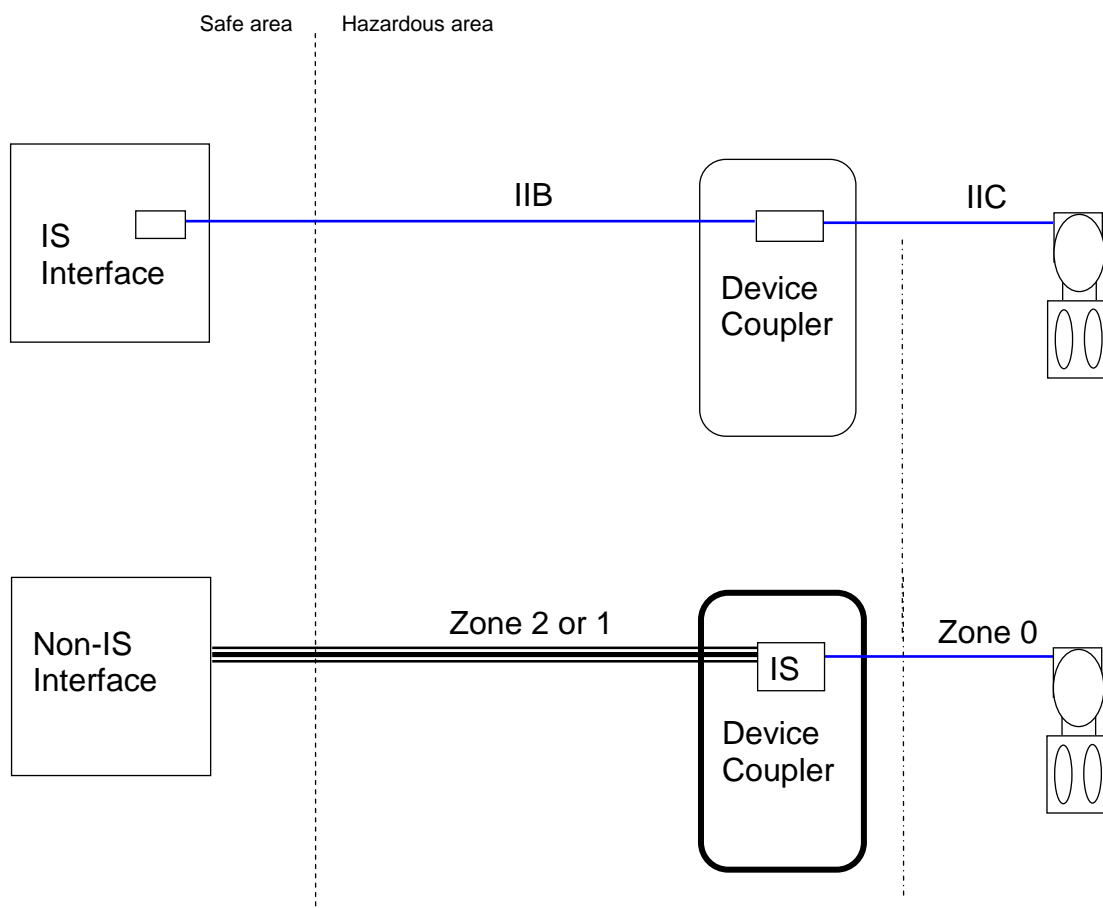 Safe area
Hazardous area
IIB
IIC
IS
Interface
Device
Coupler
Zone 2 or 1
Zone 0
Non-IS
Interface
IS
Device
Coupler